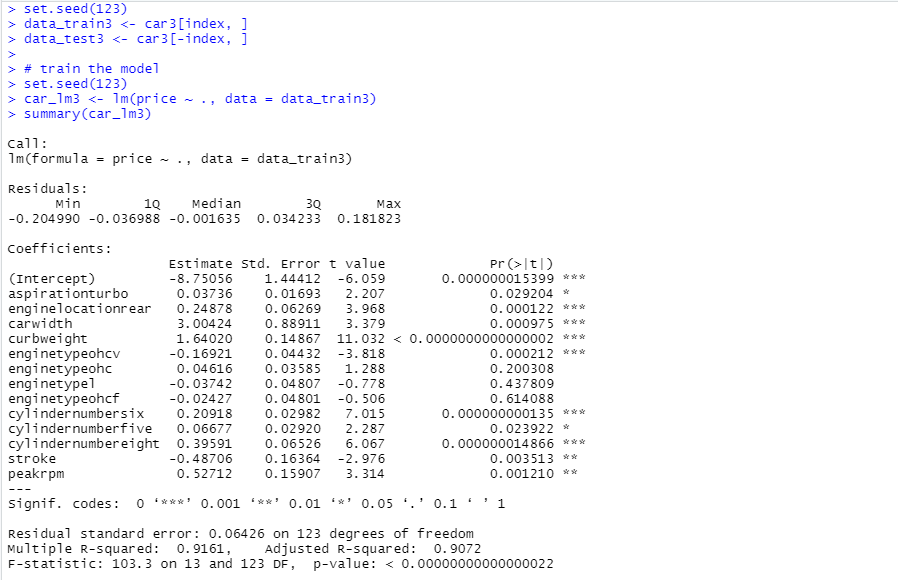 > set.seed(123)
> data_train3 <- car3[index, ]
> data_test3 <- car3[-index, ]
>
> # train the model
> set.seed(123)
> car_lm3 <- lm(price ~ ., data = data_train3)
> summary(car_lm3)
Call:
lm(formula = price ~ ., data = data_train3)
Residuals:
      Min        1Q    Median        3Q       Max
-0.204990 -0.036988 -0.001635  0.034233  0.181823
Coefficients:
                    Estimate Std. Error t value             Pr(>|t|)
(Intercept)         -8.75056    1.44412  -6.059       0.000000015399 ***
aspirationturbo      0.03736    0.01693   2.207             0.029204 *
enginelocationrear   0.24878    0.06269   3.968             0.000122 ***
carwidth             3.00424    0.88911   3.379             0.000975 ***
curbweight           1.64020    0.14867  11.032 < 0.0000000000000002 ***
enginetypeohcv      -0.16921    0.04432  -3.818             0.000212 ***
enginetypeohc        0.04616    0.03585   1.288             0.200308
enginetypel         -0.03742    0.04807  -0.778             0.437809
enginetypeohcf      -0.02427    0.04801  -0.506             0.614088
cylindernumbersix    0.20918    0.02982   7.015       0.000000000135 ***
cylindernumberfive   0.06677    0.02920   2.287             0.023922 *
cylindernumbereight  0.39591    0.06526   6.067       0.000000014866 ***
stroke              -0.48706    0.16364  -2.976             0.003513 **
peakrpm              0.52712    0.15907   3.314             0.001210 **
---
Signif. codes:  0 ‘***’ 0.001 ‘**’ 0.01 ‘*’ 0.05 ‘.’ 0.1 ‘ ’ 1
Residual standard error: 0.06426 on 123 degrees of freedom
Multiple R-squared:  0.9161,    Adjusted R-squared:  0.9072
F-statistic: 103.3 on 13 and 123 DF,  p-value: < 0.00000000000000022